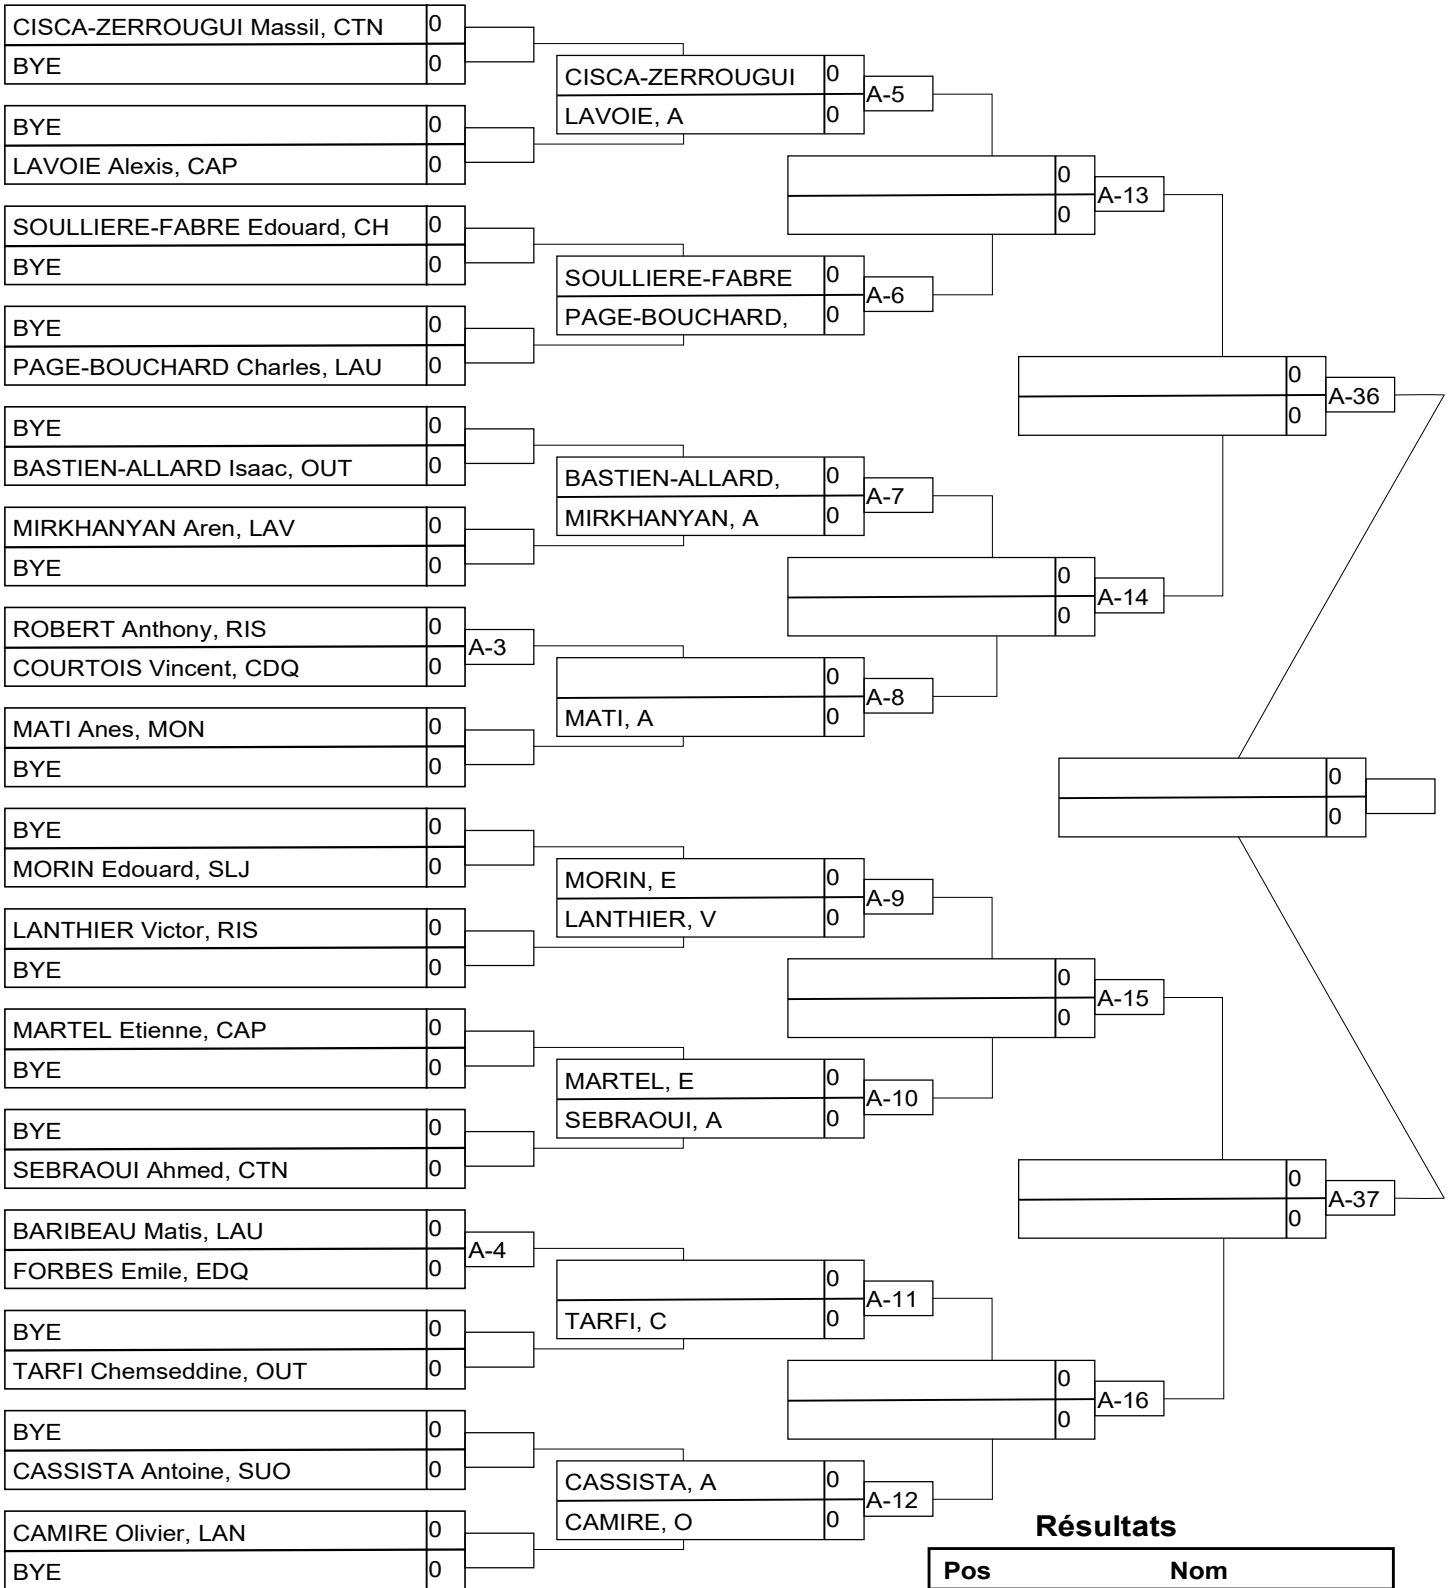 CISCA-ZERROUGUI Massil, CTN 0
BYE 0
BYE 0
LAVOIE Alexis, CAP 0
SOULLIERE-FABRE Edouard, CH 0
BYE 0
BYE 0
PAGE-BOUCHARD Charles, LAU 0
BYE 0
BASTIEN-ALLARD Isaac, OUT 0
MIRKHANYAN Aren, LAV 0
BYE 0
ROBERT Anthony, RIS 0
COURTOIS Vincent, CDQ 0
A-3
MATI Anes, MON 0
BYE 0
BYE 0
MORIN Edouard, SLJ 0
LANTHIER Victor, RIS 0
BYE 0
MARTEL Etienne, CAP 0
BYE 0
BYE 0
SEBRAOUI Ahmed, CTN 0
BARIBEAU Matis, LAU 0
FORBES Emile, EDQ 0
A-4
BYE 0
TARFI Chemseddine, OUT 0
BYE 0
CASSISTA Antoine, SUO 0
CAMIRE Olivier, LAN 0
BYE 0
CISCA-ZERROUGUI 0
LAVOIE, A 0
A-5
SOULLIERE-FABRE 0
PAGE-BOUCHARD, 0
A-6
BASTIEN-ALLARD, 0
MIRKHANYAN, A 0
A-7
0
MATI, A 0
A-8
MORIN, E 0
LANTHIER, V 0
A-9
MARTEL, E 0
SEBRAOUI, A 0
A-10
0
TARFI, C 0
A-11
CASSISTA, A 0
CAMIRE, O 0
A-12
0
0
A-13
0
0
A-14
0
0
A-15
0
0
A-16
0
0
A-36
0
0
A-37
0
0
Résultats
Pos Nom